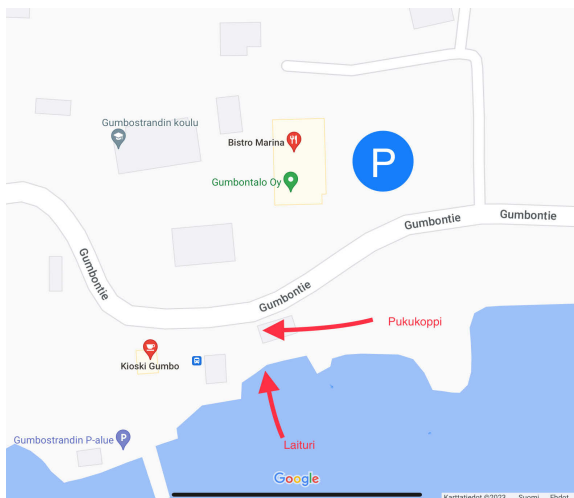 Gumbostrandin koulu
Bistro Marina
P
Gumbontalo Oy
Gumbontie
Gumbontie
Gumbontie
Gumbontie
Pukukoppi
Kioski Gumbo
Gumbostrandin P-alue
P
Laituri
Google
Karttatiedot ©2023 Suomi Ehdot